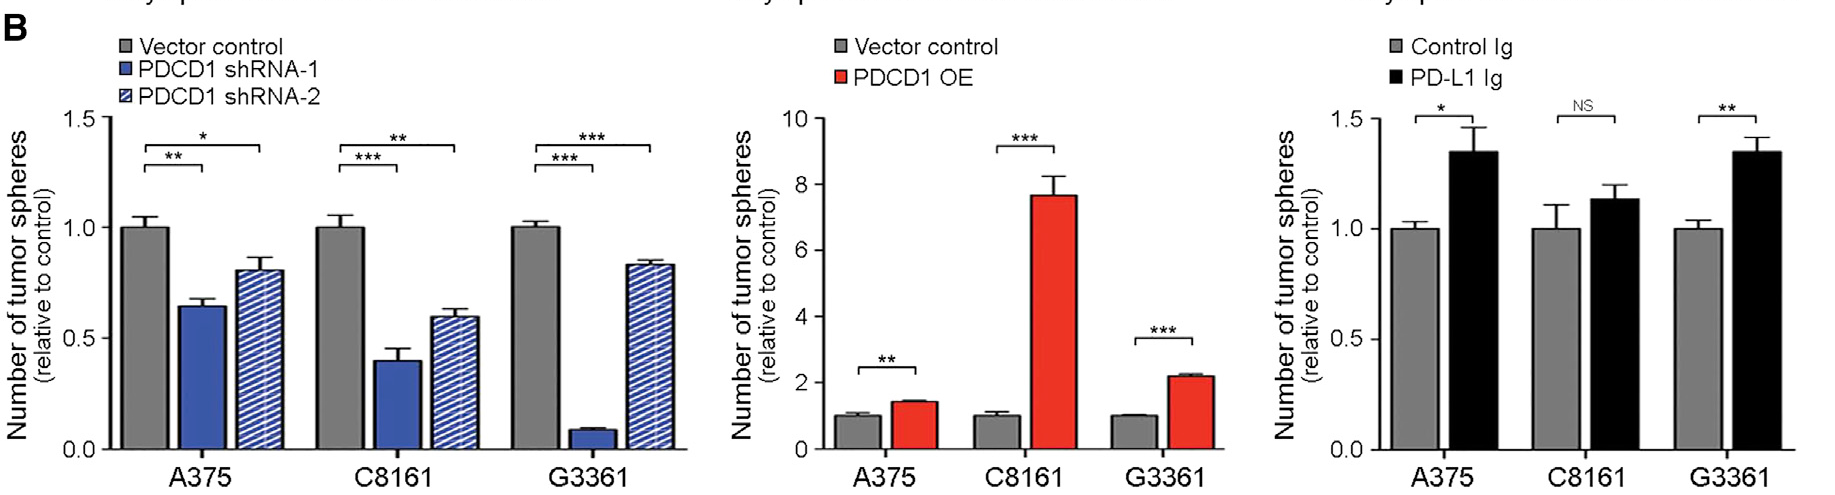 B
Vector control
PDCD1 shRNA-1
PDCD1 shRNA-2
Number of tumor spheres
(relative to control)
1.5
1.0
0.5
0.0
*
**
**
***
***
***
A375
C8161
G3361
Vector control
PDCD1 OE
Number of tumor spheres
(relative to control)
10
8
6
4
2
0
**
***
***
A375
C8161
G3361
Control Ig
PD-L1 Ig
Number of tumor spheres
(relative to control)
1.5
1.0
0.5
0.0
*
NS
**
A375
C8161
G3361